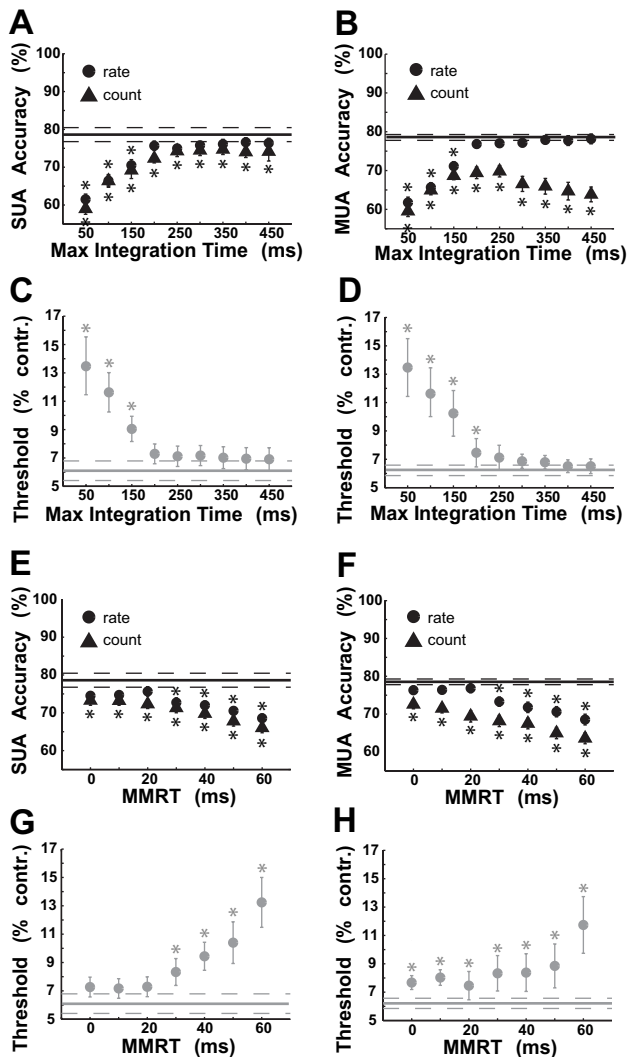 A
SUA Accuracy (%)
100
90
80
70
60
rate
count
*
50 150 250 350 450
Max Integration Time (ms)
B
MUA Accuracy (%)
100
90
80
70
60
rate
count
*
50 150 250 350 450
Max Integration Time (ms)
C
Threshold (% contr.)
17
15
13
11
9
7
5
*
50 150 250 350 450
Max Integration Time (ms)
D
Threshold (% contr.)
17
15
13
11
9
7
5
*
50 150 250 350 450
Max Integration Time (ms)
E
SUA Accuracy (%)
100
90
80
70
60
rate
count
*
0 20 40 60
MMRT (ms)
F
MUA Accuracy (%)
100
90
80
70
60
rate
count
*
0 20 40 60
MMRT (ms)
G
Threshold (% contr.)
17
15
13
11
9
7
5
*
0 20 40 60
MMRT (ms)
H
Threshold (% contr.)
17
15
13
11
9
7
5
*
0 20 40 60
MMRT (ms)